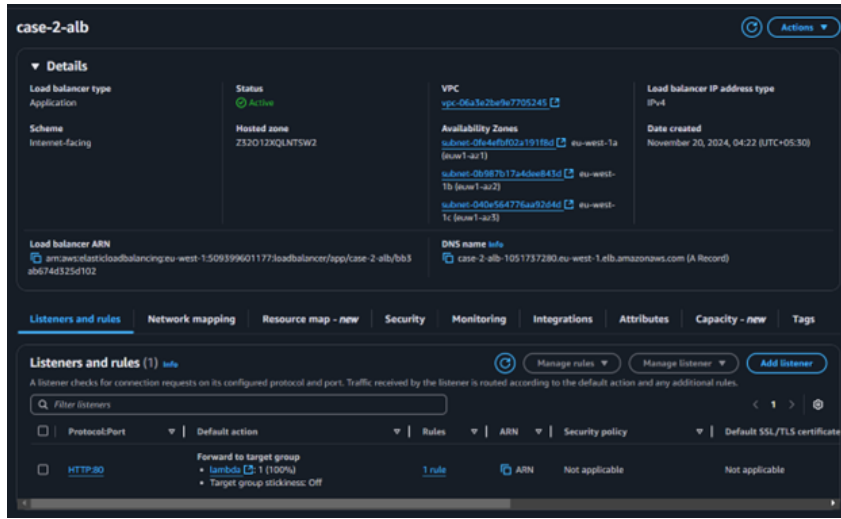 case-2-alb
Actions
Details
Load balancer type
Application
Status
Active
VPC
vpc-06a3e2be9e7705245
Load balancer IP address type
IPv4
Scheme
Internet-facing
Hosted zone
Z32O12XQLNTSW2
Availability Zones
subnet-0fe4efbf02a191f8d eu-west-1a
(euw1-az1)
subnet-0b987b17a4dee843d eu-west-
1b (euw1-az2)
subnet-040e564776aa92d4d eu-west-
1c (euw1-az3)
Date created
November 20, 2024, 04:22 (UTC+05:30)
Load balancer ARN
arn:aws:elasticloadbalancing:eu-west-1:509399601177:loadbalancer/app/case-2-alb/bb3
ab674d325d102
DNS name Info
case-2-alb-1051737280.eu-west-1.elb.amazonaws.com (A Record)
Listeners and rules Network mapping Resource map - new Security Monitoring Integrations Attributes Capacity - new Tags
Listeners and rules (1) Info
Manage rules Manage listener Add listener
A listener checks for connection requests on its configured protocol and port. Traffic received by the listener is routed according to the default action and any additional rules.
Filter listeners
1
Protocol:Port Default action Rules ARN Security policy Default SSL/TLS certificate
HTTP:80
Forward to target group
• lambda: 1 (100%)
• Target group stickiness: Off
1 rule
ARN
Not applicable
Not applicable